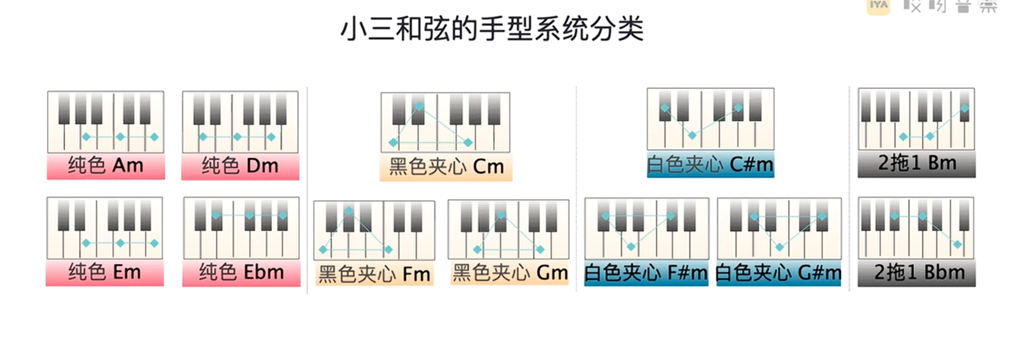 IYA
小三和弦的手型系统分类
纯色 Am
纯色 Dm
黑色夹心 Cm
白色夹心 C#m
2拖1 Bm
纯色 Em
纯色 Ebm
黑色夹心 Fm
黑色夹心 Gm
白色夹心 F#m
白色夹心 G#m
2拖1 Bbm